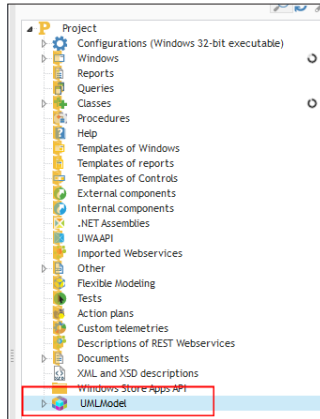 Project
Configurations (Windows 32-bit executable)
Windows
Reports
Queries
Classes
Procedures
Help
Templates of Windows
Templates of reports
Templates of Controls
External components
Internal components
.NET Assemblies
UWAAPI
Imported Webservices
Other
Flexible Modeling
Tests
Action plans
Custom telemetries
Descriptions of REST Webservices
Documents
XML and XSD descriptions
Windows Store Apps API
UMLModel